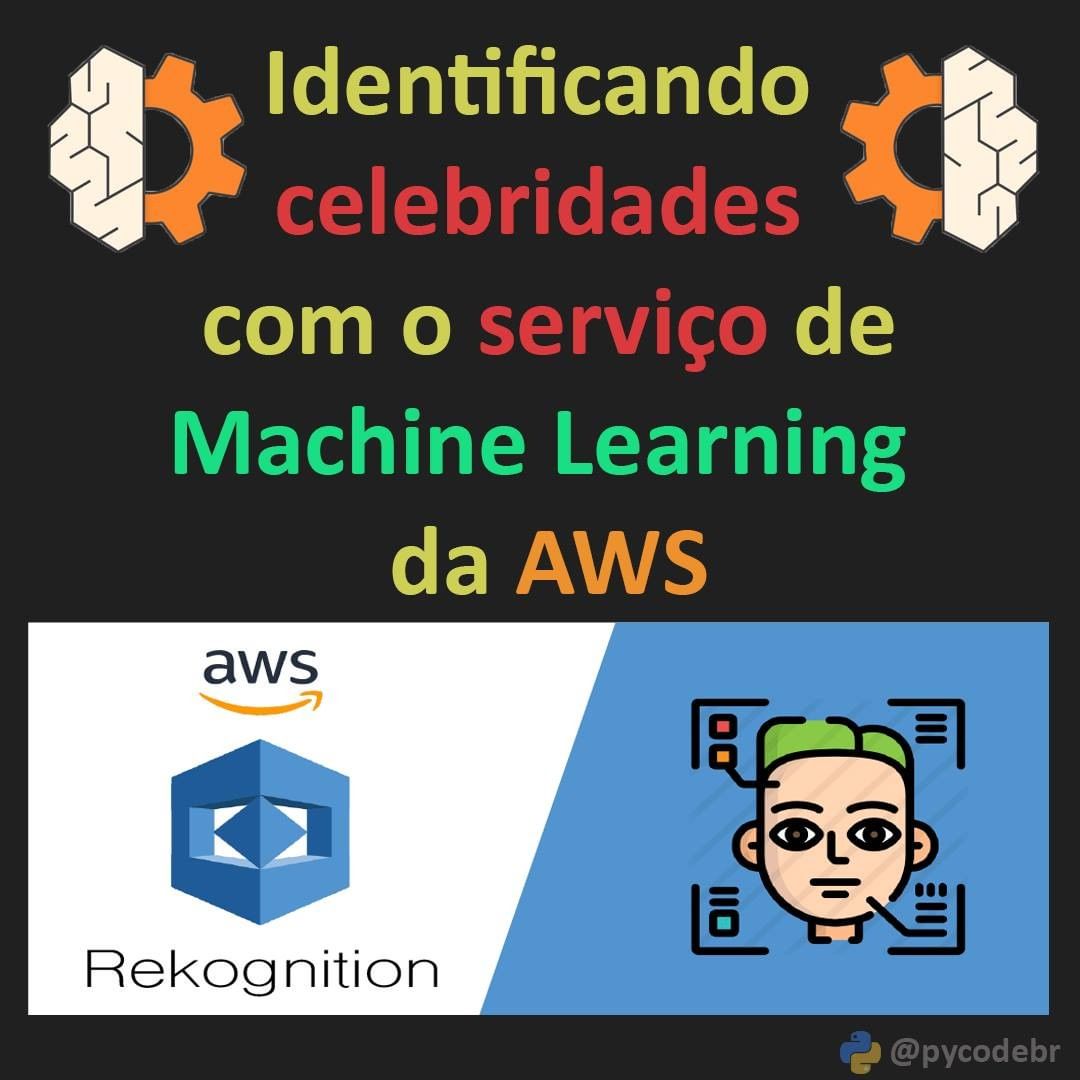 Identificando
celebridades
com o serviço de
Machine Learning
da AWS
aws
Rekognition
@pycodebr